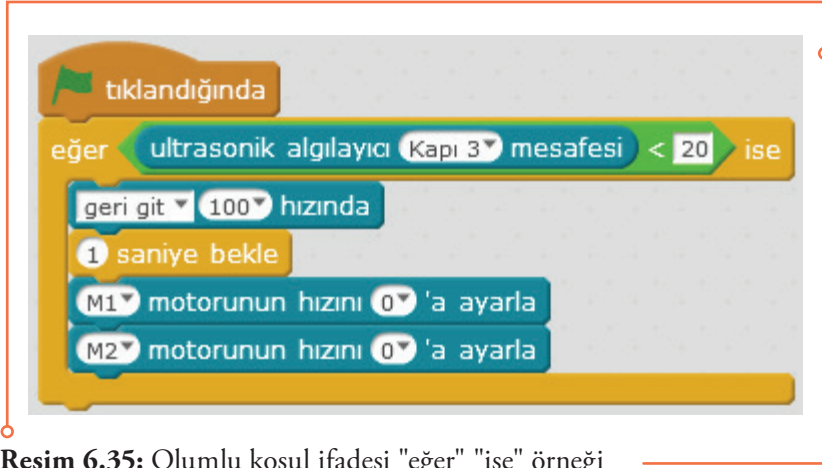 tıklandığında
eğer ultrasonik algılayıcı Kapı 3 mesafesi < 20 ise
geri git 100 hızında
1 saniye bekle
M1 motorunun hızını 0 'a ayarla
M2 motorunun hızını 0 'a ayarla
Resim 6.35: Olumlu koşul ifadesi "eğer" "ise" örneği